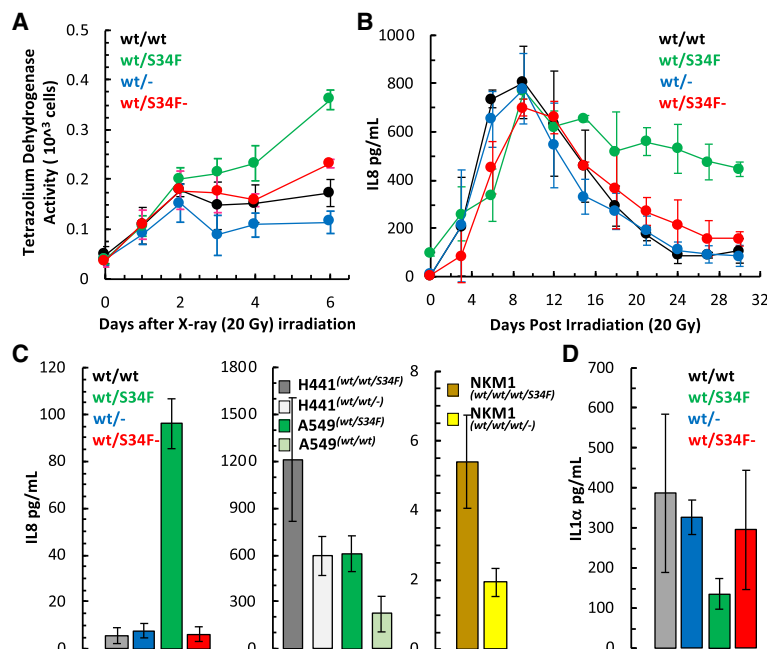 A
wt/wt
wt/S34F
wt/-
wt/S34F-
Tetrazolium Dehydrogenase
Activity ( 10^³ cells)
0.5
0.4
0.3
0.2
0.1
0
0 2 4 6
Days after X-ray (20 Gy) irradiation
B
wt/wt
wt/S34F
wt/-
wt/S34F-
IL8 pg/mL
1000
800
600
400
200
0
0 4 8 12 16 20 24 28 32
Days Post Irradiation (20 Gy)
C
wt/wt
wt/S34F
wt/-
wt/S34F-
IL8 pg/mL
120
100
80
60
40
20
0
1800
1500
1200
900
600
300
0
H441(wt/wt/S34F)
H441(wt/wt/-)
A549(wt/S34F)
A549(wt/wt)
8
6
4
2
0
NKM1
(wt/wt/wt/S34F)
NKM1
(wt/wt/wt/-)
D
wt/wt
wt/S34F
wt/-
wt/S34F-
IL1α pg/mL
700
600
500
400
300
200
100
0